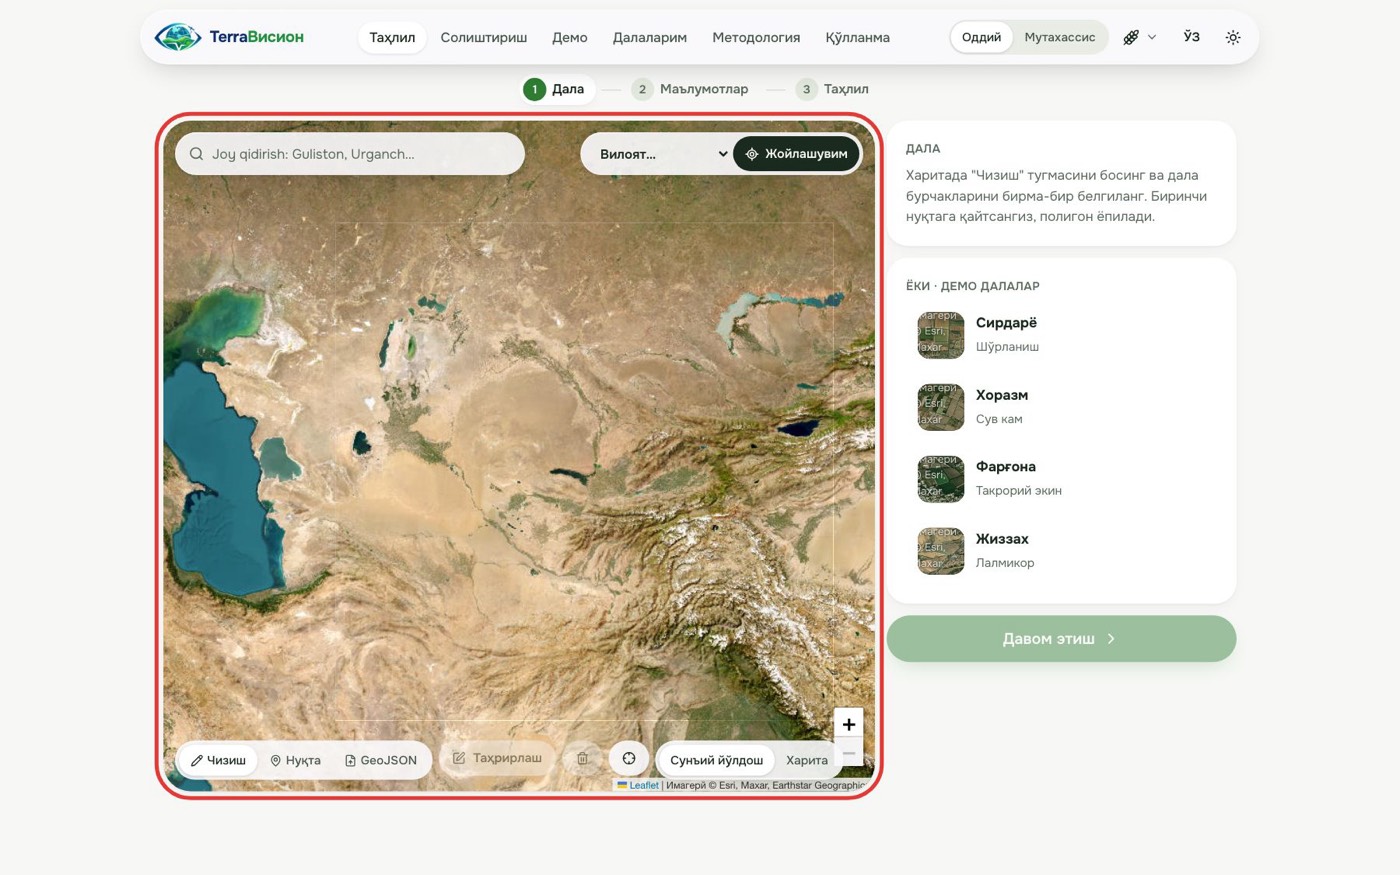 TerraВисион
Таҳлил
Солиштириш
Демо
Далаларим
Методология
Қўлланма
Оддий
Мутахассис
ЎЗ
1 Дала
2 Маълумотлар
3 Таҳлил
Joy qidirish: Guliston, Urganch...
Вилоят...
Жойлашувим
ДАЛА
Харитада "Чизиш" тугмасини босинг ва дала
бурчакларини бирма-бир белгиланг. Биринчи
нуқтага қайтсангиз, полигон ёпилади.
ЁКИ · ДЕМО ДАЛАЛАР
Сирдарё
Шўрланиш
Хоразм
Сув кам
Фарғона
Такрорий экин
Жиззах
Лалмикор
Давом этиш
+
−
Чизиш
Нуқта
GeoJSON
Таҳрирлаш
Сунъий йўлдош
Харита
Leaflet | Имагерй © Esri, Maxar, Earthstar Geographic